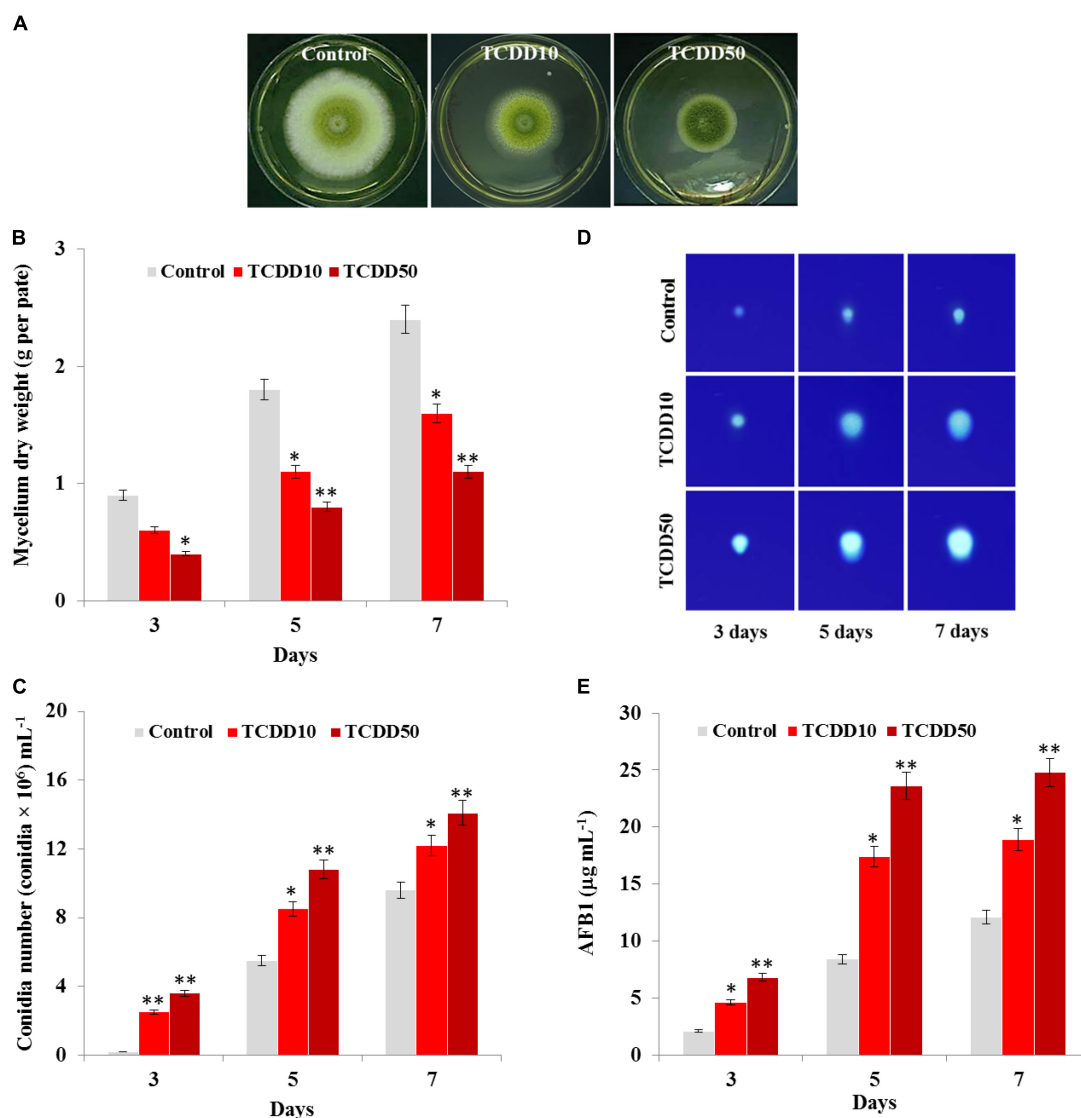 A
Control TCDD10 TCDD50
B
Mycelium dry weight (g per pate)
Control TCDD10 TCDD50
3
2
1
0
*
* **
* **
3 5 7
Days
D
Control
TCDD10
TCDD50
3 days 5 days 7 days
C
Conidia number (conidia × 10⁶) mL⁻¹
Control TCDD10 TCDD50
20
16
12
8
4
0
** **
* **
* **
3 5 7
Days
E
AFB1 (µg mL⁻¹)
Control TCDD10 TCDD50
30
25
20
15
10
5
0
* **
* **
* **
3 5 7
Days